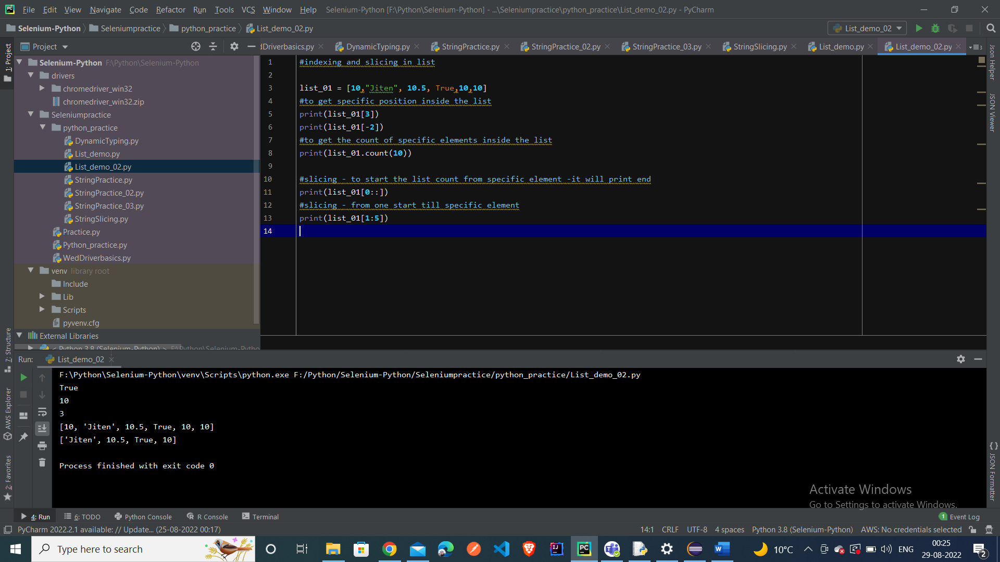 File Edit View Navigate Code Refactor Run Tools VCS Window Help Selenium-Python [F:\Python\Selenium-Python] - ...\Seleniumpractice\python_practice\List_demo_02.py - PyCharm
Selenium-Python Seleniumpractice python_practice List_demo_02.py List_demo_02
Project
dDriverbasics.py DynamicTyping.py StringPractice.py StringPractice_02.py StringPractice_03.py StringSlicing.py List_demo.py List_demo_02.py 3
1: Project
7: Structure
AWS Explorer
2: Favorites
Selenium-Python F:\Python\Selenium-Python
drivers
chromedriver_win32
chromedriver_win32.zip
Seleniumpractice
python_practice
DynamicTyping.py
List_demo.py
List_demo_02.py
StringPractice.py
StringPractice_02.py
StringPractice_03.py
StringSlicing.py
Practice.py
Python_practice.py
WedDriverbasics.py
venv library root
Include
Lib
Scripts
pyvenv.cfg
External Libraries
< Python 3.8 (Selenium-Python) > F:\Python\Selenium-Pytho
1 #indexing and slicing in list
2
3 list_01 = [10,"Jiten", 10.5, True,10,10]
4 #to get specific position inside the list
5 print(list_01[3])
6 print(list_01[-2])
7 #to get the count of specific elements inside the list
8 print(list_01.count(10))
9
10 #slicing - to start the list count from specific element -it will print end
11 print(list_01[0::])
12 #slicing - from one start till specific element
13 print(list_01[1:5])
14
Json Helper
JSON Viewer
JSON Formatter
Run: List_demo_02
F:\Python\Selenium-Python\venv\Scripts\python.exe F:/Python/Selenium-Python/Seleniumpractice/python_practice/List_demo_02.py
True
10
3
[10, 'Jiten', 10.5, True, 10, 10]
['Jiten', 10.5, True, 10]
Process finished with exit code 0
Activate Windows
Go to Settings to activate Windows.
4: Run 6: TODO Python Console R Console Terminal 1 Event Log
PyCharm 2022.2.1 available: // Update... (25-08-2022 00:17) 14:1 CRLF UTF-8 4 spaces Python 3.8 (Selenium-Python) AWS: No credentials selected
Type here to search 10°C ENG 00:25
29-08-2022 2